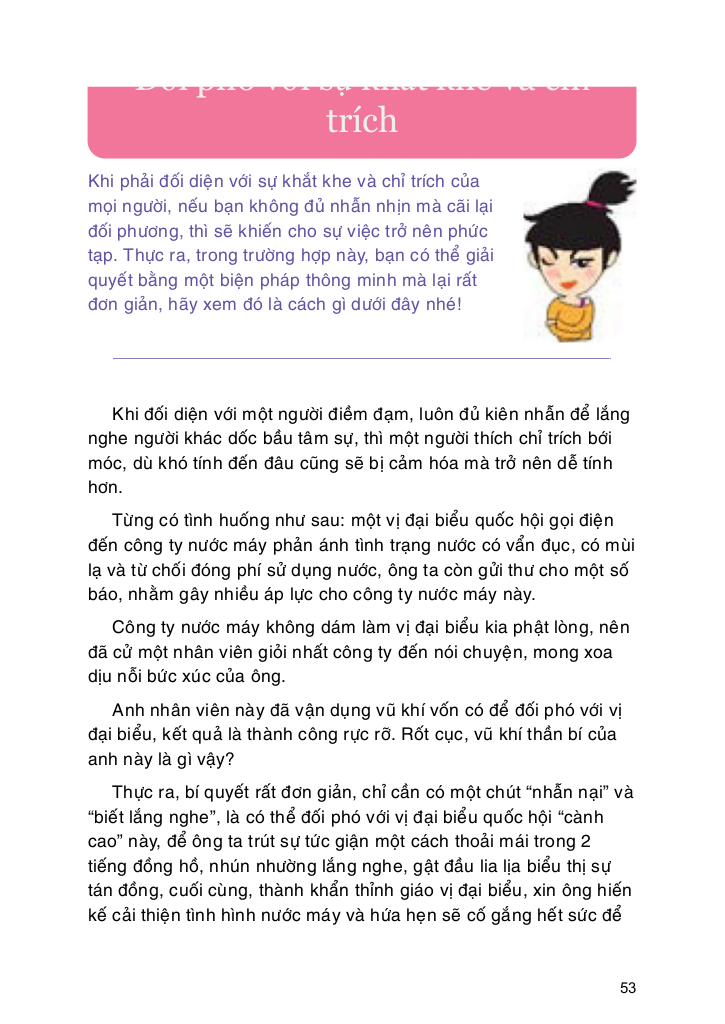 Đối phó với sự khắt khe và chỉ
trích
Khi phải đối diện với sự khắt khe và chỉ trích của
mọi người, nếu bạn không đủ nhẫn nhịn mà cãi lại
đối phương, thì sẽ khiến cho sự việc trở nên phức
tạp. Thực ra, trong trường hợp này, bạn có thể giải
quyết bằng một biện pháp thông minh mà lại rất
đơn giản, hãy xem đó là cách gì dưới đây nhé!
Khi đối diện với một người điềm đạm, luôn đủ kiên nhẫn để lắng
nghe người khác dốc bầu tâm sự, thì một người thích chỉ trích bới
móc, dù khó tính đến đâu cũng sẽ bị cảm hóa mà trở nên dễ tính
hơn.
Từng có tình huống như sau: một vị đại biểu quốc hội gọi điện
đến công ty nước máy phản ánh tình trạng nước có vẩn đục, có mùi
lạ và từ chối đóng phí sử dụng nước, ông ta còn gửi thư cho một số
báo, nhằm gây nhiều áp lực cho công ty nước máy này.
Công ty nước máy không dám làm vị đại biểu kia phật lòng, nên
đã cử một nhân viên giỏi nhất công ty đến nói chuyện, mong xoa
dịu nỗi bức xúc của ông.
Anh nhân viên này đã vận dụng vũ khí vốn có để đối phó với vị
đại biểu, kết quả là thành công rực rỡ. Rốt cục, vũ khí thần bí của
anh này là gì vậy?
Thực ra, bí quyết rất đơn giản, chỉ cần có một chút “nhẫn nại” và
“biết lắng nghe”, là có thể đối phó với vị đại biểu quốc hội “cành
cao” này, để ông ta trút sự tức giận một cách thoải mái trong 2
tiếng đồng hồ, nhún nhường lắng nghe, gật đầu lia lịa biểu thị sự
tán đồng, cuối cùng, thành khẩn thỉnh giáo vị đại biểu, xin ông hiến
kế cải thiện tình hình nước máy và hứa hẹn sẽ cố gắng hết sức để
53